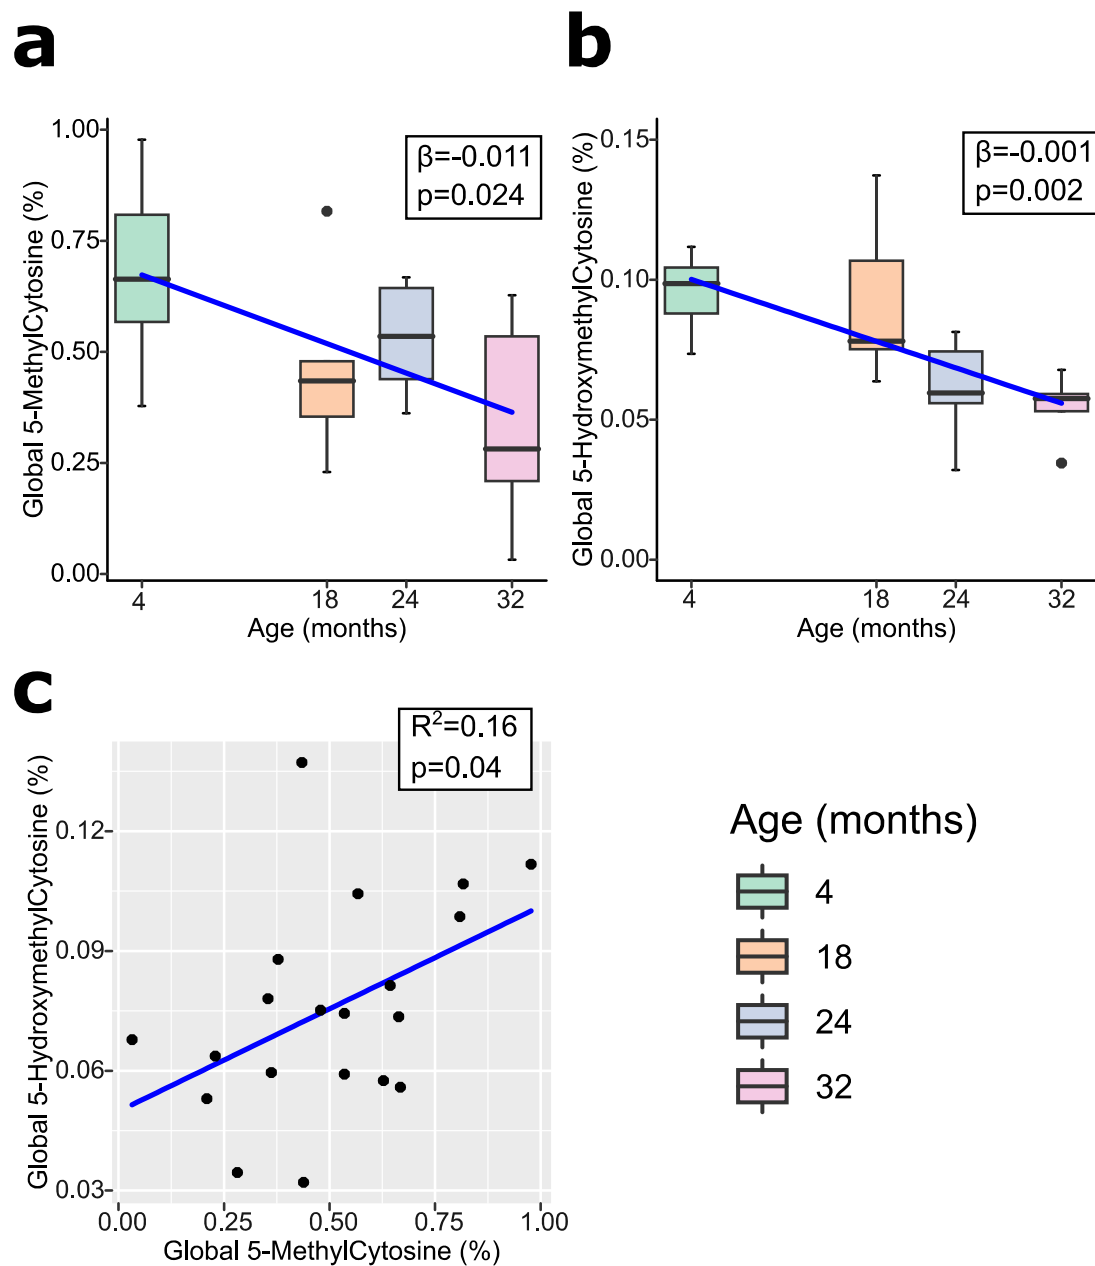 a
b
1.00
0.75
0.50
0.25
0.00
Global 5-MethylCytosine (%)
β=-0.011
p=0.024
4
18
24
32
Age (months)
0.15
0.10
0.05
0.00
Global 5-HydroxymethylCytosine (%)
β=-0.001
p=0.002
4
18
24
32
Age (months)
c
R²=0.16
p=0.04
0.12
0.09
0.06
0.03
Global 5-HydroxymethylCytosine (%)
0.00
0.25
0.50
0.75
1.00
Global 5-MethylCytosine (%)
Age (months)
4
18
24
32